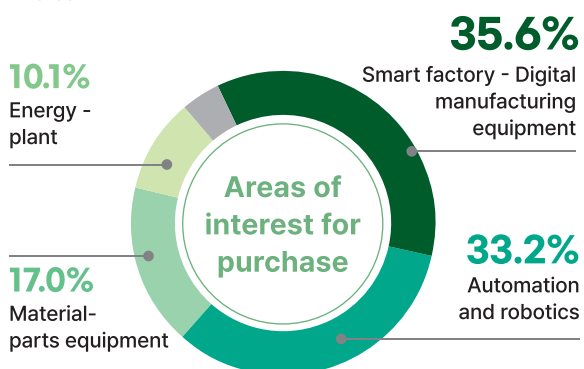 35.6%
Smart factory - Digital
manufacturing
equipment
10.1%
Energy -
plant
Areas of
interest for
purchase
33.2%
Automation
and robotics
17.0%
Material-
parts equipment